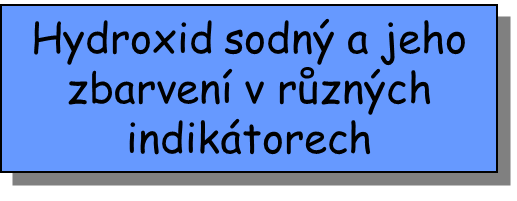 Hydroxid sodný a jeho
zbarvení v různých
indikátorech